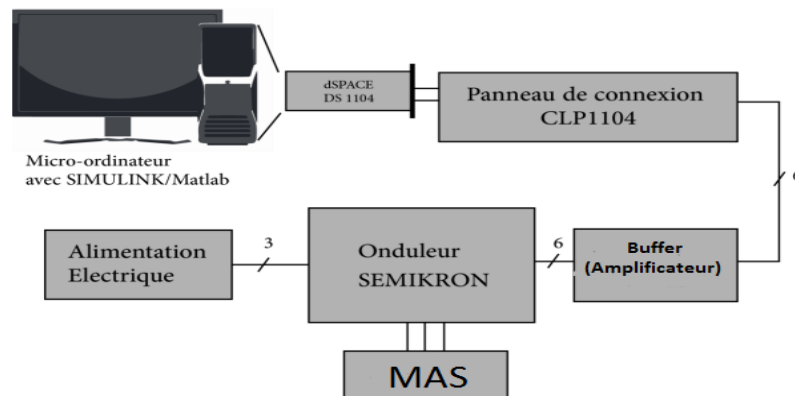 dSPACE
DS 1104
Panneau de connexion
CLP1104
Micro-ordinateur
avec SIMULINK/Matlab
Alimentation
Electrique
3
Onduleur
SEMIKRON
6
Buffer
(Amplificateur)
MAS